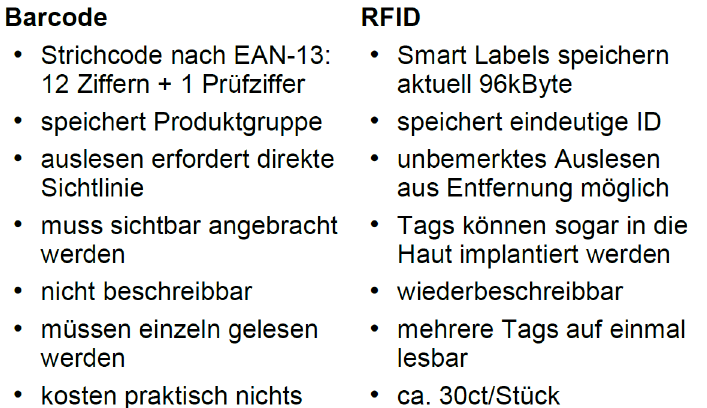 Barcode
• Strichcode nach EAN-13:
12 Ziffern + 1 Prüfziffer
• speichert Produktgruppe
• auslesen erfordert direkte
Sichtlinie
• muss sichtbar angebracht
werden
• nicht beschreibbar
• müssen einzeln gelesen
werden
• kosten praktisch nichts
RFID
• Smart Labels speichern
aktuell 96kByte
• speichert eindeutige ID
• unbemerktes Auslesen
aus Entfernung möglich
• Tags können sogar in die
Haut implantiert werden
• wiederbeschreibbar
• mehrere Tags auf einmal
lesbar
• ca. 30ct/Stück